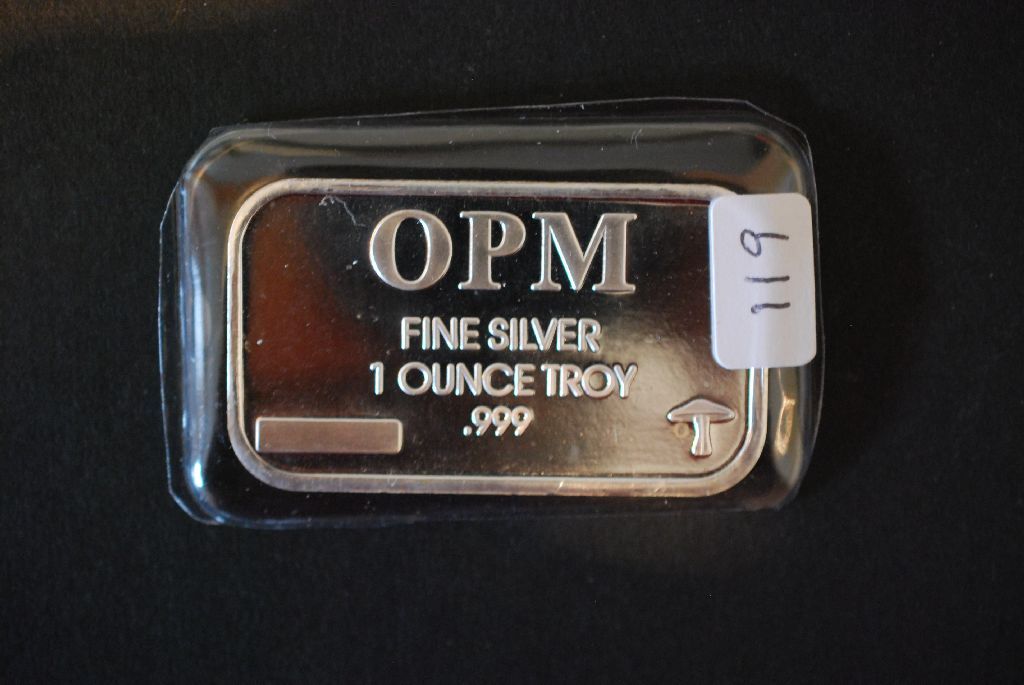 OPM
FINE SILVER
1 OUNCE TROY
.999
119